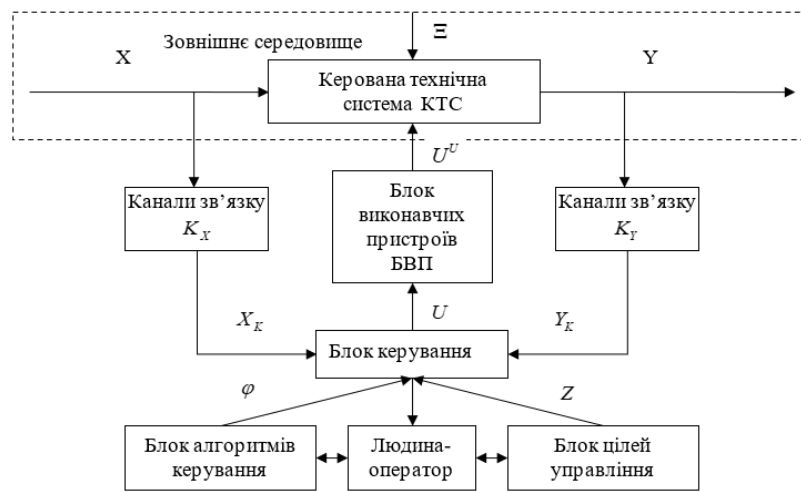 Ξ
Зовнішнє середовище
X
Y
Керована технічна
система КТС
U^U
Канали зв’язку
K_X
Блок
виконавчих
пристроїв
БВП
Канали зв’язку
K_Y
X_K
U
Y_K
Блок керування
φ
Z
Блок алгоритмів
керування
Людина-
оператор
Блок цілей
управління